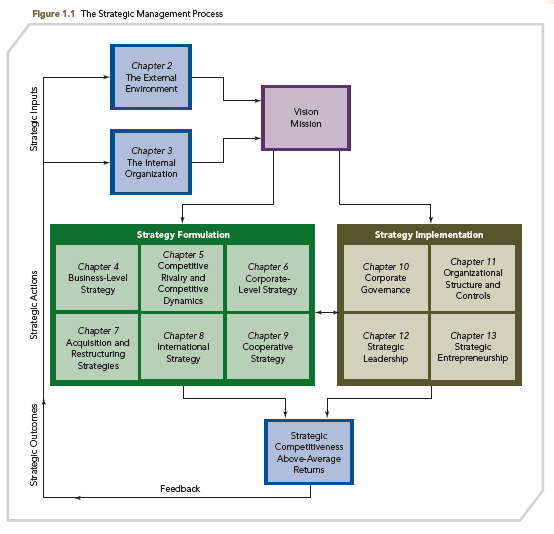 Figure 1.1 The Strategic Management Process
Strategic Inputs
Chapter 2
The External
Environment
Chapter 3
The Internal
Organization
Vision
Mission
Strategic Actions
Strategy Formulation
Chapter 4
Business-Level
Strategy
Chapter 5
Competitive
Rivalry and
Competitive
Dynamics
Chapter 6
Corporate-
Level Strategy
Chapter 7
Acquisition and
Restructuring
Strategies
Chapter 8
International
Strategy
Chapter 9
Cooperative
Strategy
Strategy Implementation
Chapter 10
Corporate
Governance
Chapter 11
Organizational
Structure and
Controls
Chapter 12
Strategic
Leadership
Chapter 13
Strategic
Entrepreneurship
Strategic Outcomes
Strategic
Competitiveness
Above-Average
Returns
Feedback